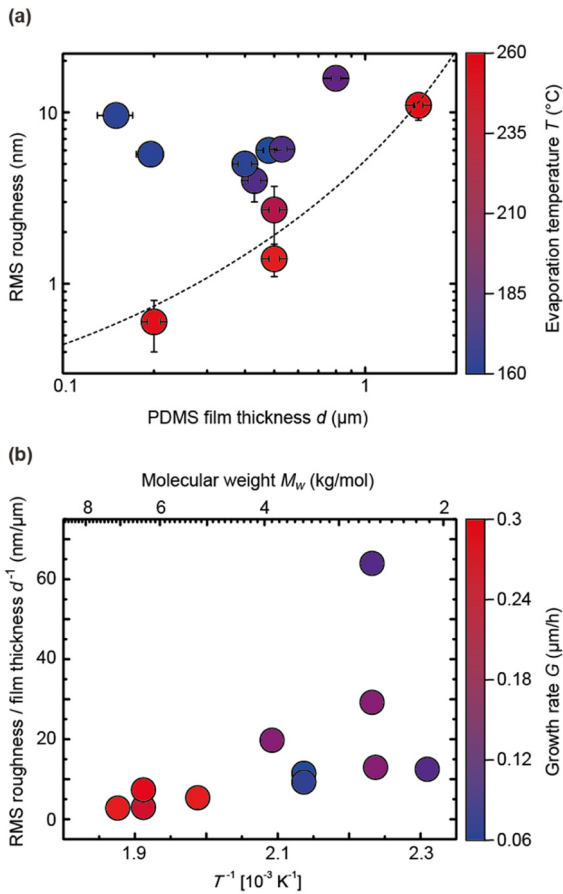 (a)
RMS roughness (nm)
10
1
0.1
1
PDMS film thickness d (µm)
260
235
210
185
160
Evaporation temperature T (°C)
(b)
Molecular weight Mw (kg/mol)
8
6
4
2
RMS roughness / film thickness d⁻¹ (nm/µm)
60
40
20
0
1.9
2.1
2.3
T⁻¹ [10⁻³ K⁻¹]
0.3
0.24
0.18
0.12
0.06
Growth rate G (µm/h)